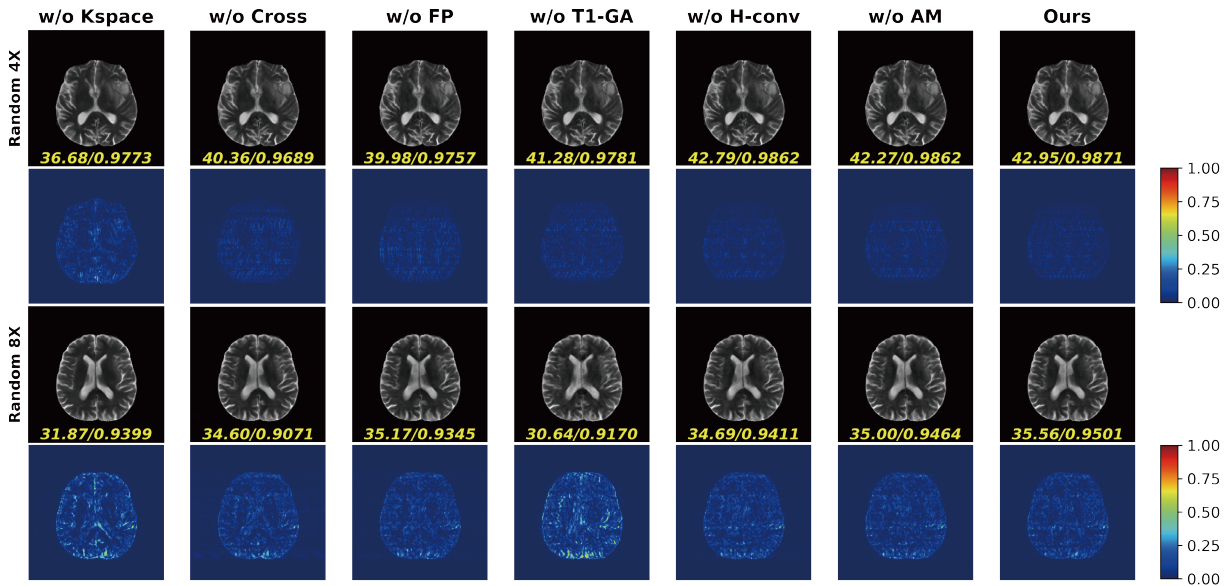 w/o Kspace w/o Cross w/o FP w/o T1-GA w/o H-conv w/o AM Ours
Random 4X
36.68/0.9773 40.36/0.9689 39.98/0.9757 41.28/0.9781 42.79/0.9862 42.27/0.9862 42.95/0.9871
1.00
0.75
0.50
0.25
0.00
Random 8X
31.87/0.9399 34.60/0.9071 35.17/0.9345 30.64/0.9170 34.69/0.9411 35.00/0.9464 35.56/0.9501
1.00
0.75
0.50
0.25
0.00